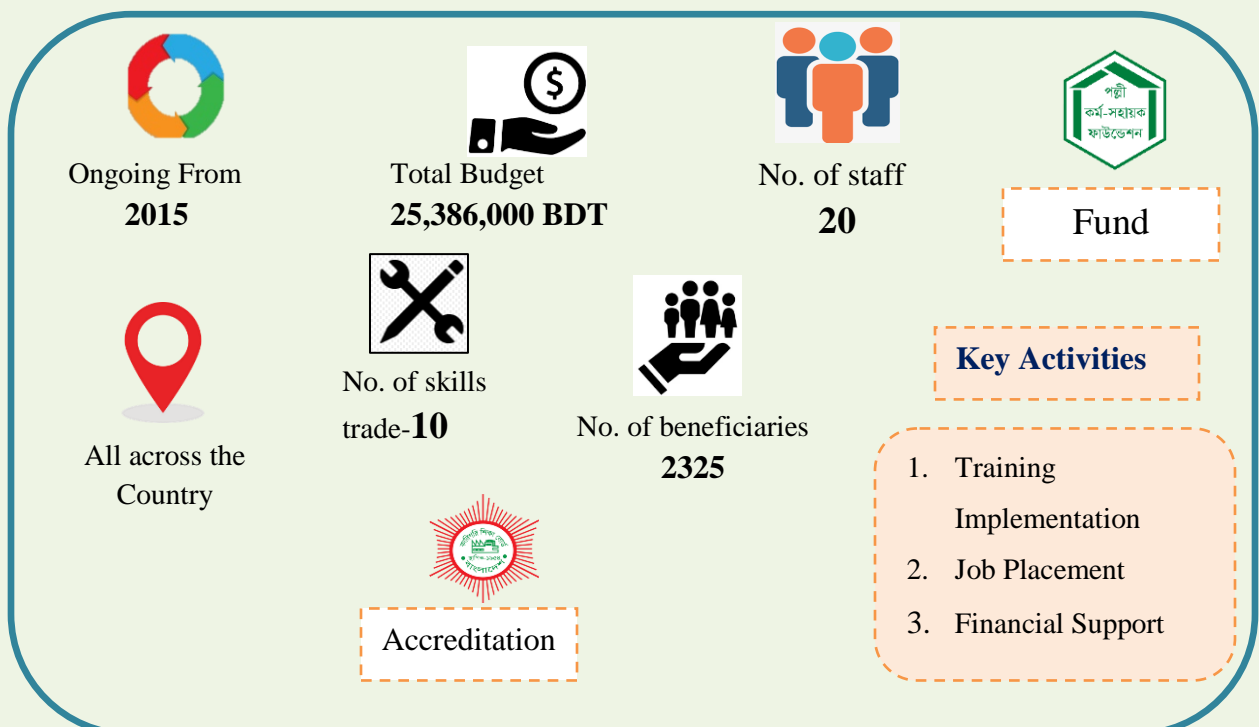 Ongoing From
2015
$
Total Budget
25,386,000 BDT
No. of staff
20
পল্লী
কর্ম-সহায়ক
ফাউন্ডেশন
Fund
All across the
Country
No. of skills
trade-10
No. of beneficiaries
2325
Key Activities
1. Training
Implementation
2. Job Placement
3. Financial Support
বাংলাদেশ
Accreditation